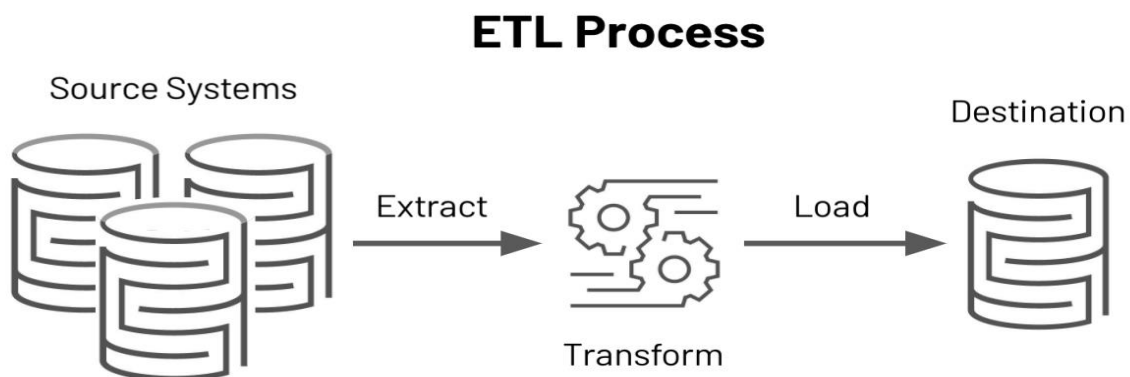 ETL Process
Source Systems
Destination
Extract
Load
Transform